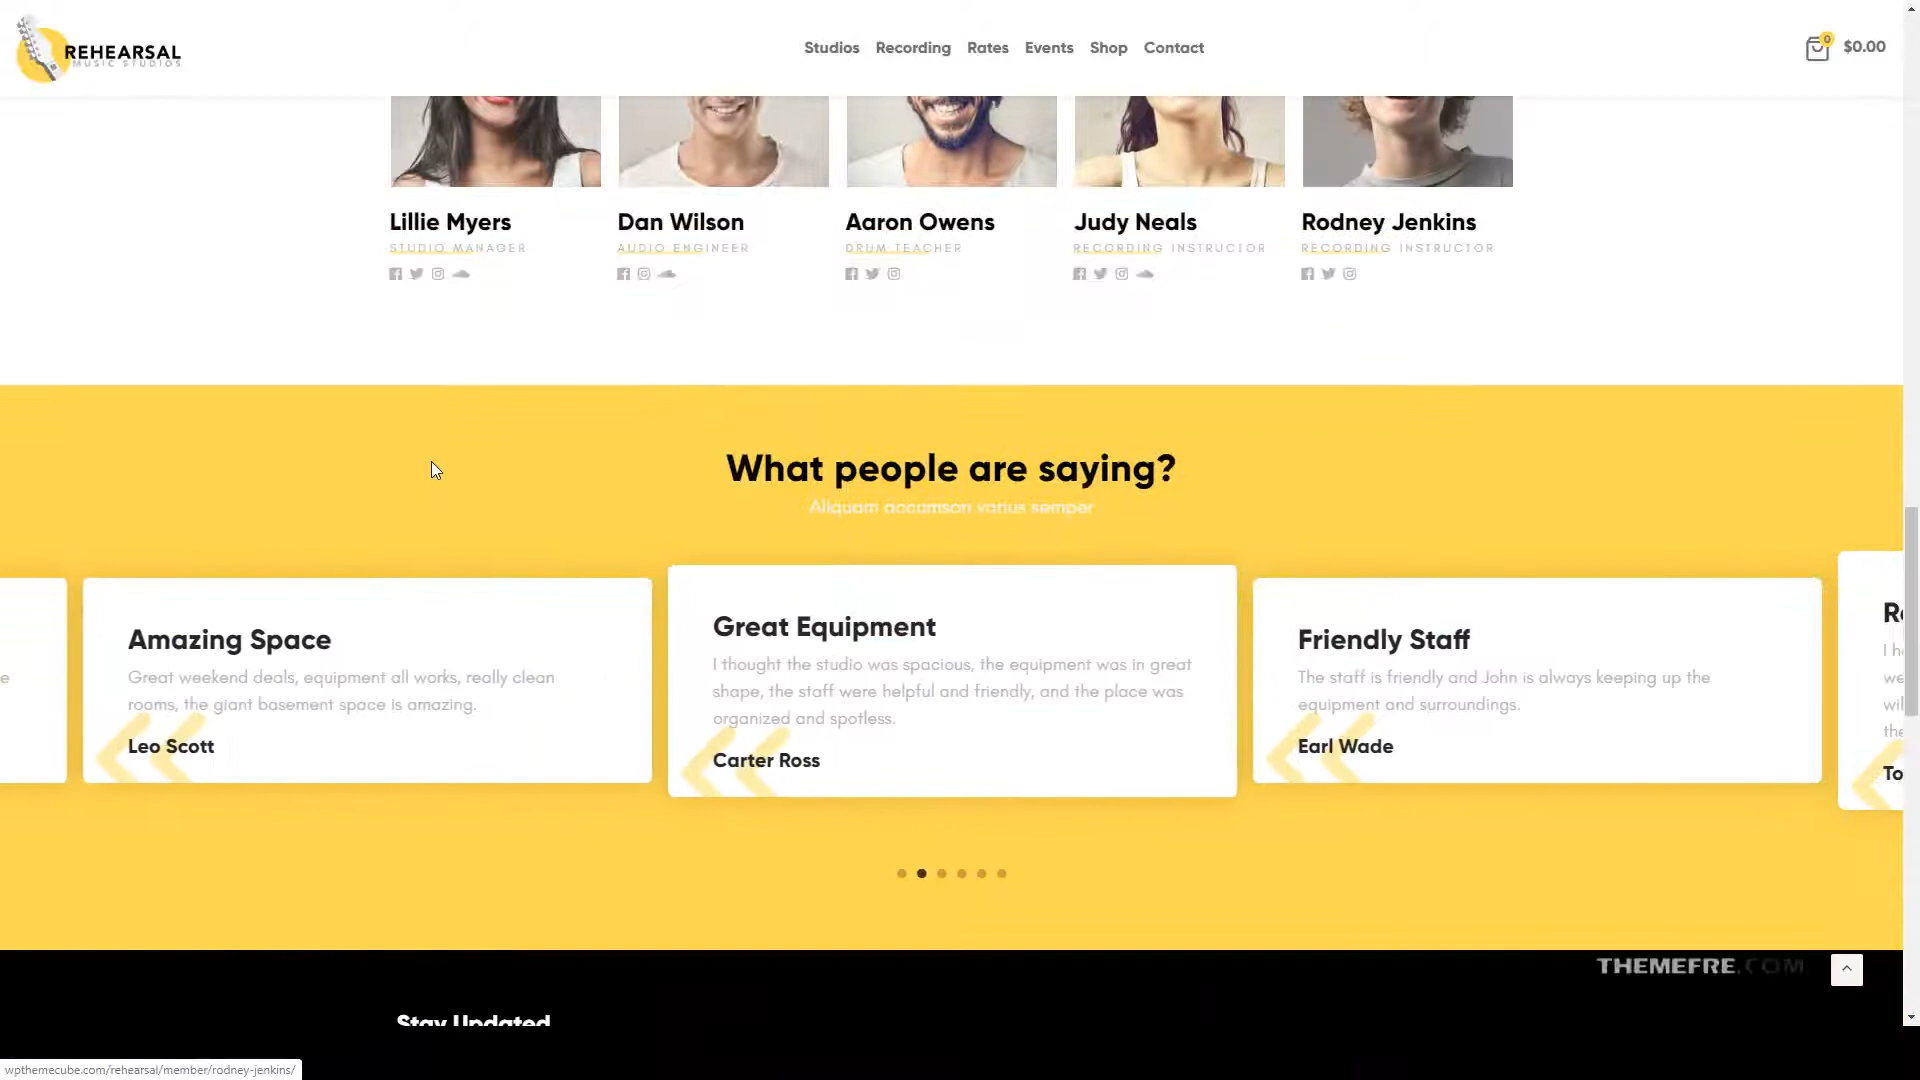 REHEARSAL
MUSIC STUDIOS
Studios Recording Rates Events Shop Contact
0
$0.00
Lillie Myers
STUDIO MANAGER
Dan Wilson
AUDIO ENGINEER
Aaron Owens
DRUM TEACHER
Judy Neals
RECORDING INSTRUCTOR
Rodney Jenkins
RECORDING INSTRUCTOR
What people are saying?
Aliquam accumsan varius semper
e
Amazing Space
Great weekend deals, equipment all works, really clean
rooms, the giant basement space is amazing.
Leo Scott
Great Equipment
I thought the studio was spacious, the equipment was in great
shape, the staff were helpful and friendly, and the place was
organized and spotless.
Carter Ross
Friendly Staff
The staff is friendly and John is always keeping up the
equipment and surroundings.
Earl Wade
I h
we
wil
the
To
THEMEFRE.COM
Stay Updated
wpthemecube.com/rehearsal/member/rodney-jenkins/